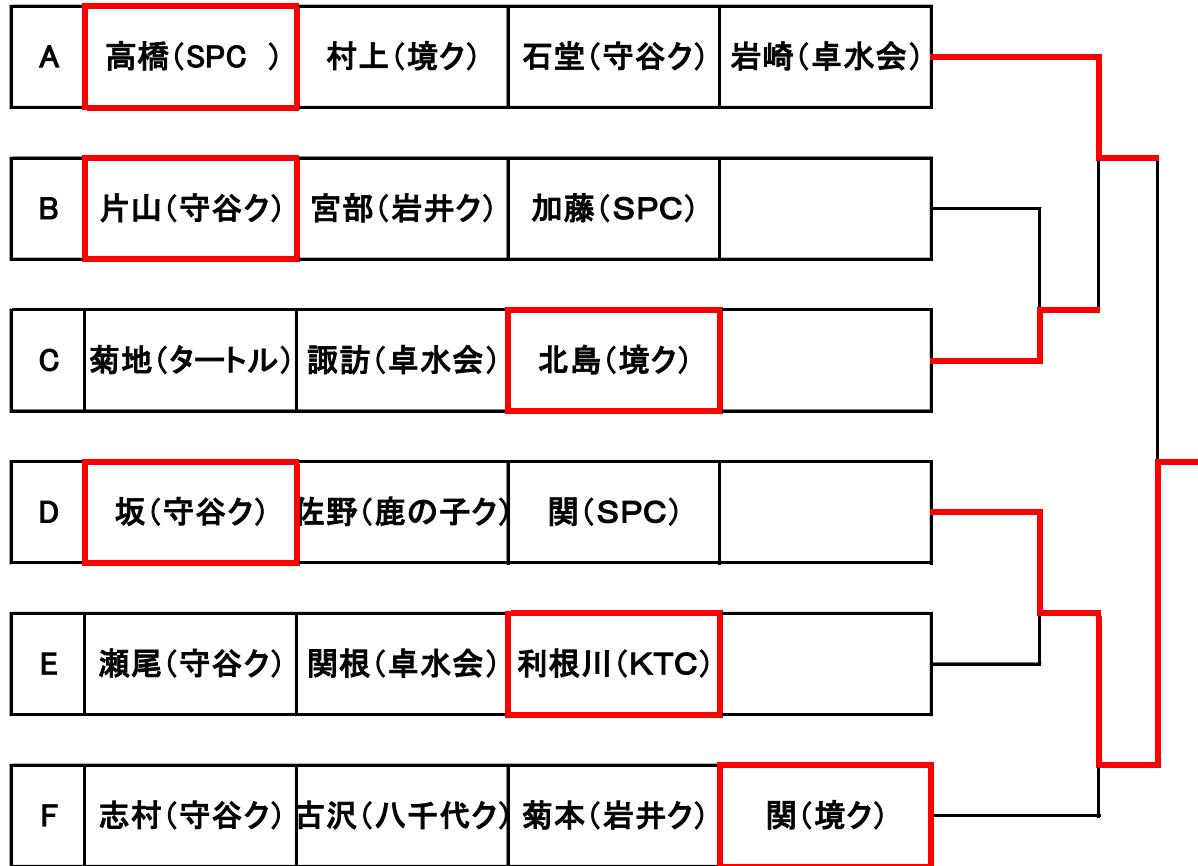 A 高橋(SPC ) 村上(境ク) 石堂(守谷ク) 岩崎(卓水会)
B 片山(守谷ク) 宮部(岩井ク) 加藤(SPC)
C 菊地(タートル) 諏訪(卓水会) 北島(境ク)
D 坂(守谷ク) 佐野(鹿の子ク) 関(SPC)
E 瀬尾(守谷ク) 関根(卓水会) 利根川(KTC)
F 志村(守谷ク) 古沢(八千代ク) 菊本(岩井ク) 関(境ク)